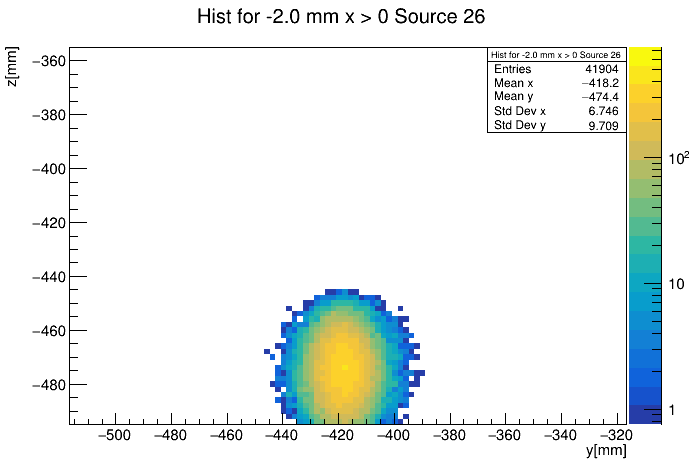 Hist for -2.0 mm x > 0 Source 26
z[mm]
Hist for -2.0 mm x > 0 Source 26
Entries 41904
Mean x −418.2
Mean y −474.4
Std Dev x 6.746
Std Dev y 9.709
−360
−380
−400
−420
−440
−460
−480
10²
10
1
−500 −480 −460 −440 −420 −400 −380 −360 −340 −320
y[mm]